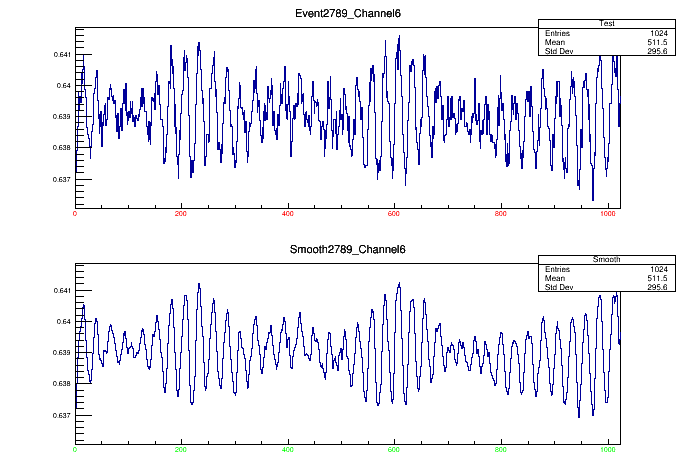 Event2789_Channel6
Test
Entries 1024
Mean 511.5
Std Dev 295.6
0.641
0.64
0.639
0.638
0.637
0 200 400 600 800 1000
Smooth2789_Channel6
Smooth
Entries 1024
Mean 511.5
Std Dev 295.6
0.641
0.64
0.639
0.638
0.637
0 200 400 600 800 1000